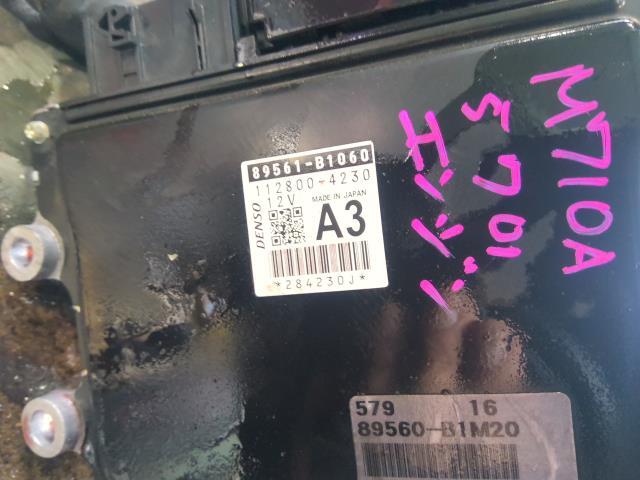 89561-B1060
112800-4230
12V MADE IN JAPAN
DENSO
A3
*284230J*
M710A
S701
エンジン
579 16
89560-B1M20